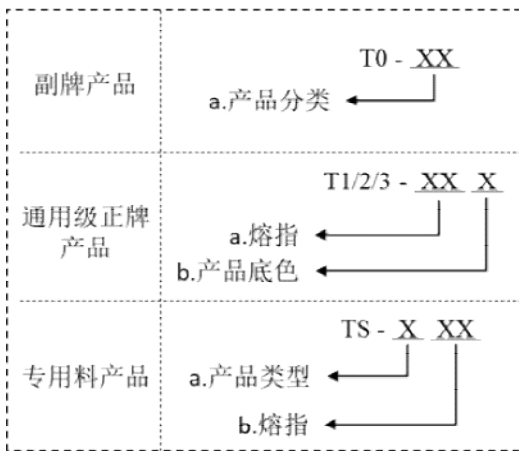 副牌产品
T0 - XX
a.产品分类
通用级正牌
产品
T1/2/3 - XX X
a.熔指
b.产品底色
专用料产品
TS - X XX
a.产品类型
b.熔指